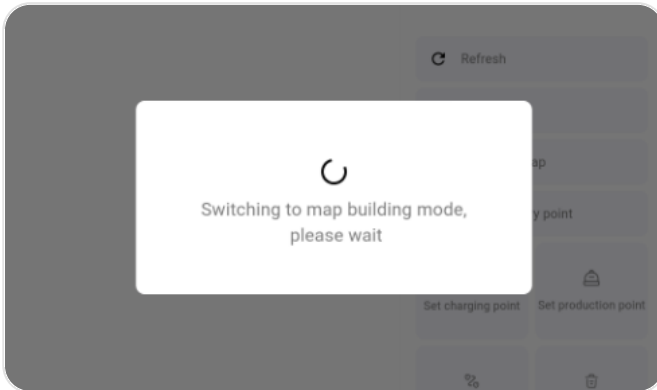 Refresh
Switching to map building mode,
please wait
ap
y point
Set charging point
Set production point